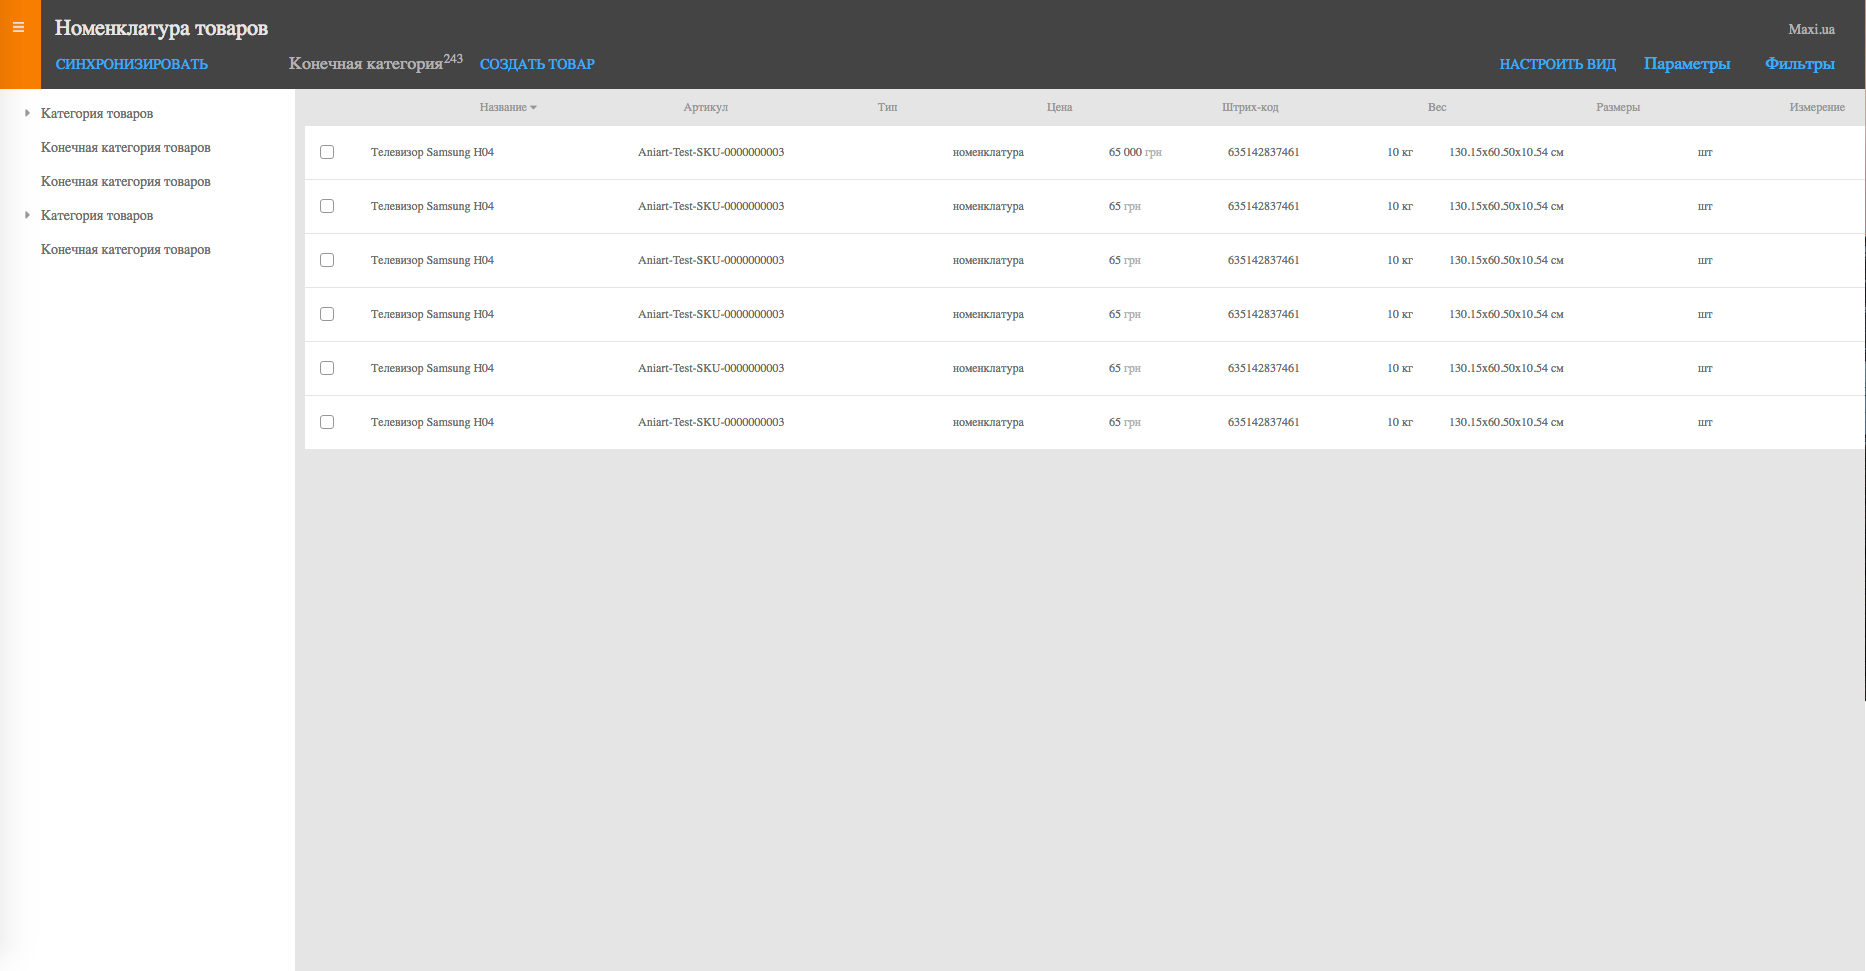 Номенклатура товаров
Maxi.ua
СИНХРОНИЗИРОВАТЬ Конечная категория243 СОЗДАТЬ ТОВАР НАСТРОИТЬ ВИД Параметры Фильтры
Категория товаров
Конечная категория товаров
Конечная категория товаров
Категория товаров
Конечная категория товаров
Название Артикул Тип Цена Штрих-код Вес Размеры Измерение
Телевизор Samsung H04 Aniart-Test-SKU-0000000003 номенклатура 65 000 грн 635142837461 10 кг 130.15x60.50x10.54 см шт
Телевизор Samsung H04 Aniart-Test-SKU-0000000003 номенклатура 65 грн 635142837461 10 кг 130.15x60.50x10.54 см шт
Телевизор Samsung H04 Aniart-Test-SKU-0000000003 номенклатура 65 грн 635142837461 10 кг 130.15x60.50x10.54 см шт
Телевизор Samsung H04 Aniart-Test-SKU-0000000003 номенклатура 65 грн 635142837461 10 кг 130.15x60.50x10.54 см шт
Телевизор Samsung H04 Aniart-Test-SKU-0000000003 номенклатура 65 грн 635142837461 10 кг 130.15x60.50x10.54 см шт
Телевизор Samsung H04 Aniart-Test-SKU-0000000003 номенклатура 65 грн 635142837461 10 кг 130.15x60.50x10.54 см шт